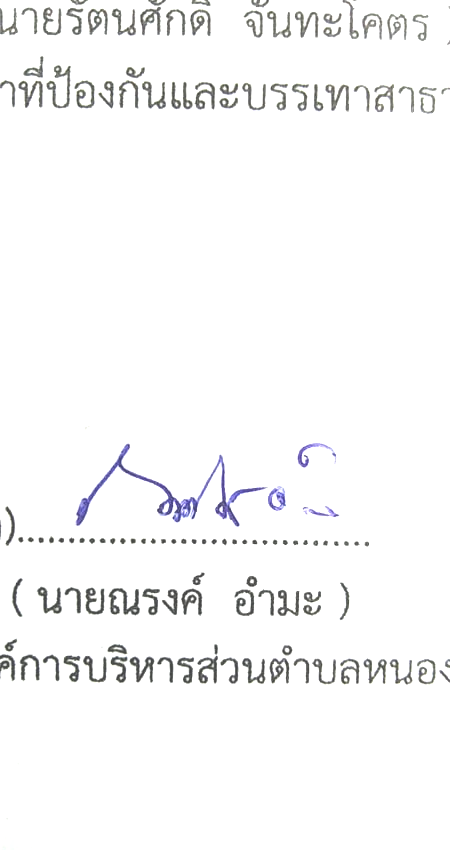 นายรัตนศักดิ์ จันทะโคตร )
าที่ป้องกันและบรรเทาสาธา
)........................................
( นายณรงค์ อำมะ )
ค์การบริหารส่วนตำบลหนอง